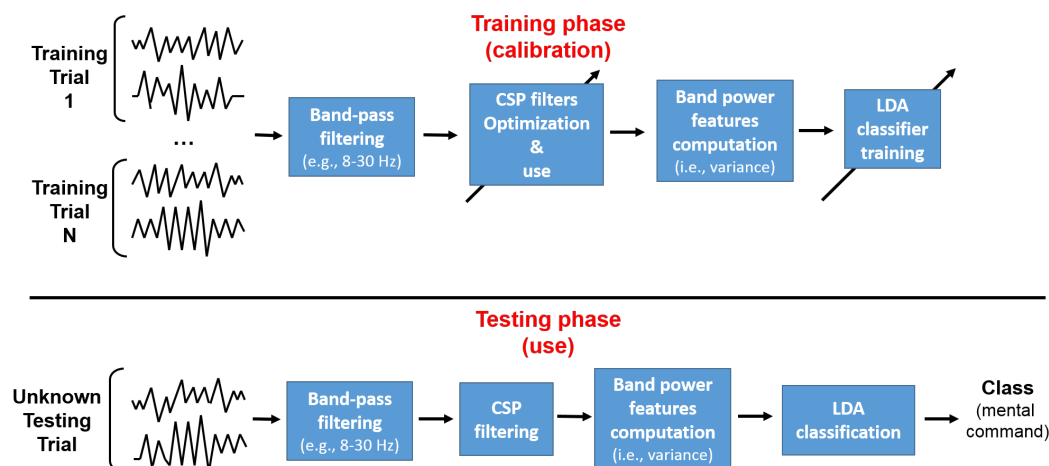 Training phase
(calibration)
Training
Trial
1
...
Training
Trial
N
Band-pass
filtering
(e.g., 8-30 Hz)
CSP filters
Optimization
&
use
Band power
features
computation
(i.e., variance)
LDA
classifier
training
Testing phase
(use)
Unknown
Testing
Trial
Band-pass
filtering
(e.g., 8-30 Hz)
CSP
filtering
Band power
features
computation
(i.e., variance)
LDA
classification
Class
(mental
command)